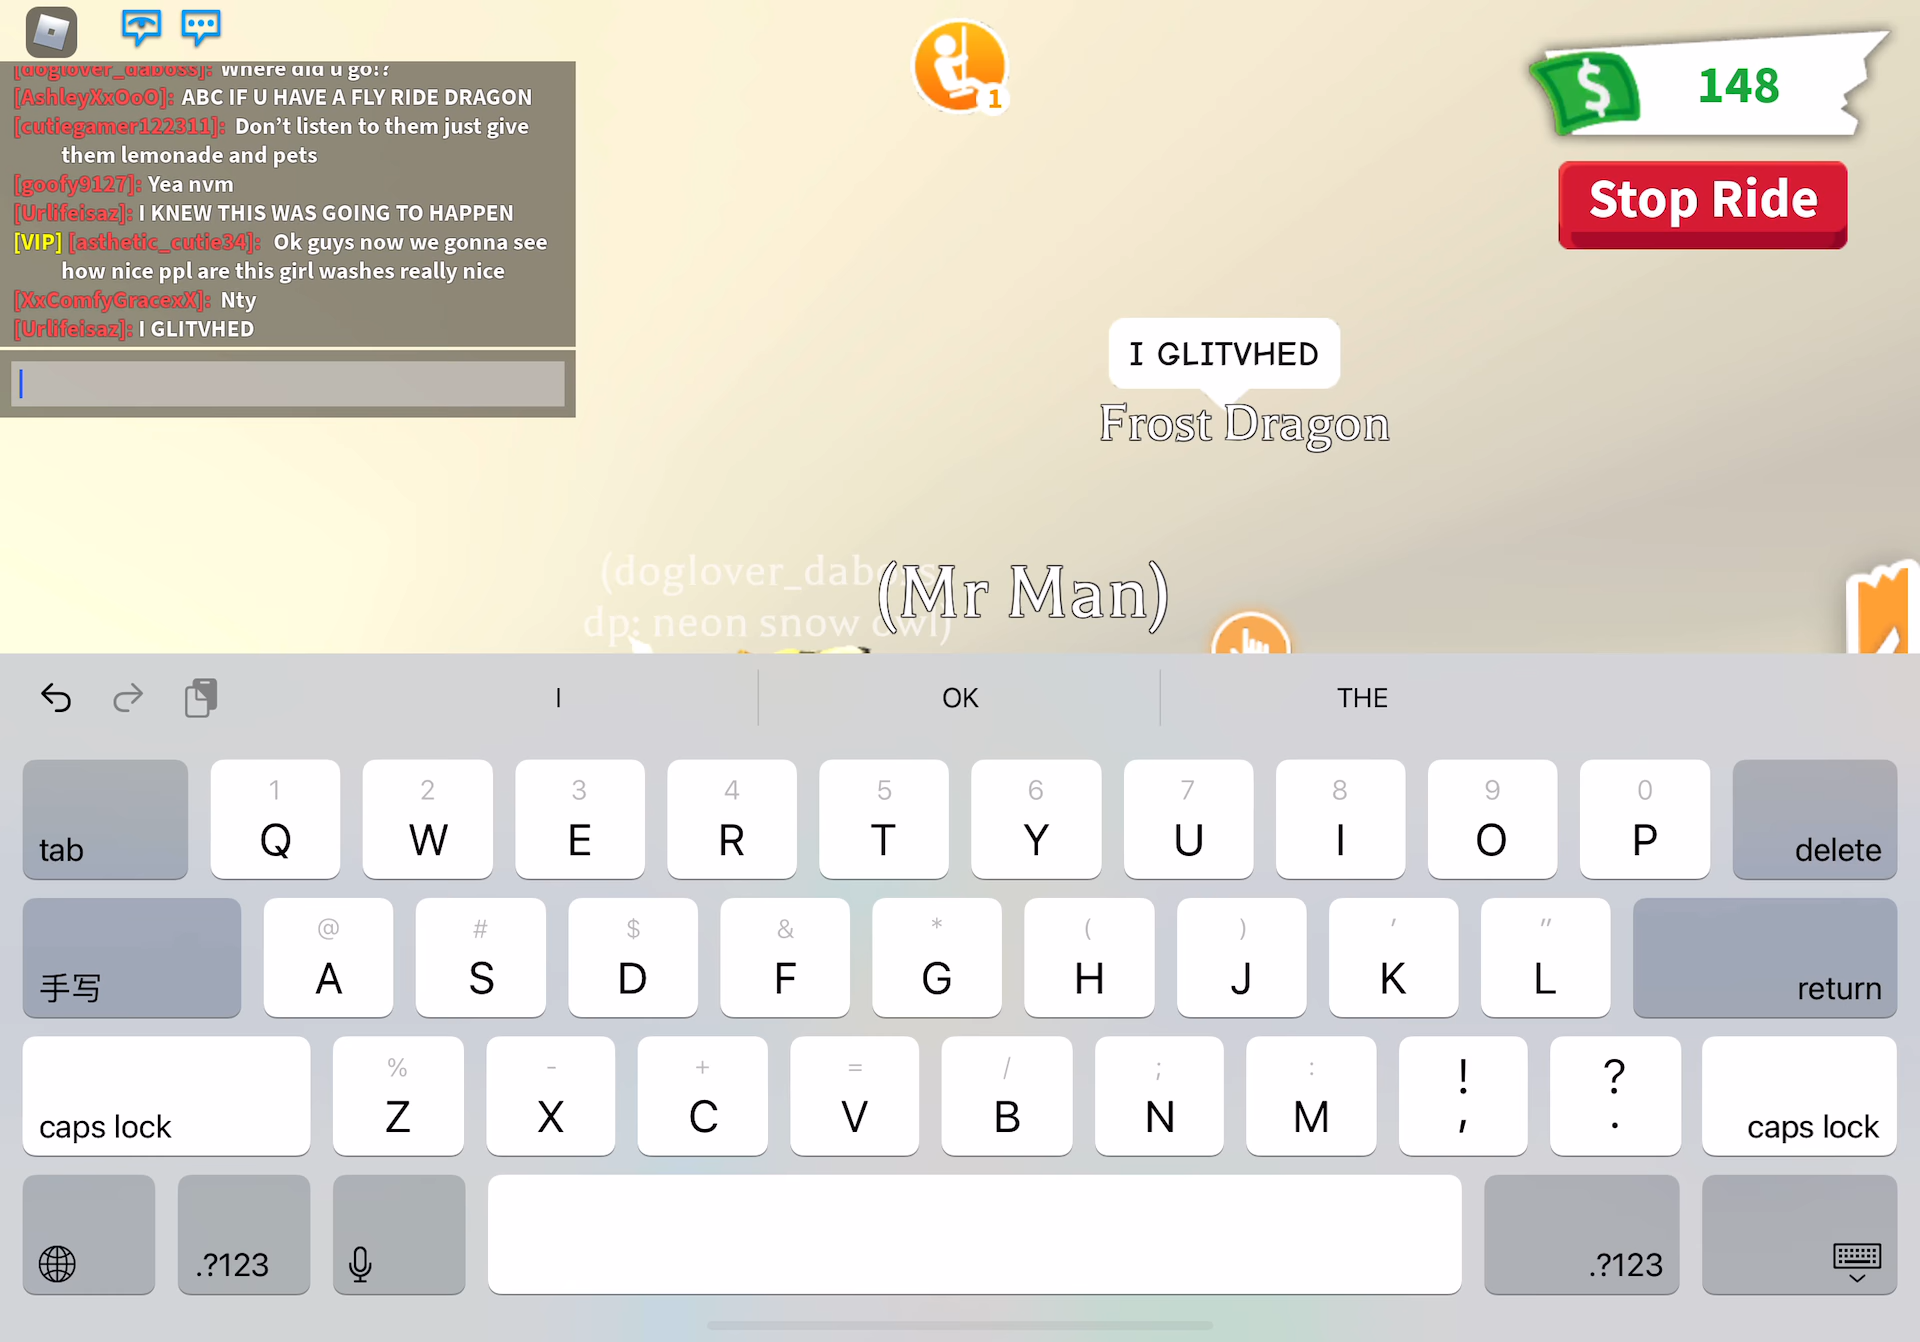 [doglover_daboss]: Where did u go!?
[AshleyXxOoO]: ABC IF U HAVE A FLY RIDE DRAGON
[cutiegamer122311]: Don't listen to them just give
them lemonade and pets
[goofy9127]: Yea nvm
[Urlifeisaz]: I KNEW THIS WAS GOING TO HAPPEN
[VIP] [asthetic_cutie34]: Ok guys now we gonna see
how nice ppl are this girl washes really nice
[XxComfyGracexX]: Nty
[Urlifeisaz]: I GLITVHED
1
$ 148
Stop Ride
I GLITVHED
Frost Dragon
(doglover_daboss
dp: neon snow owl)
(Mr Man)
I OK THE
1 2 3 4 5 6 7 8 9 0
tab Q W E R T Y U I O P delete
@ # $ & * ( ) ' "
手写 A S D F G H J K L return
% - + = / ; : ! ?
caps lock Z X C V B N M , . caps lock
.?123 .?123